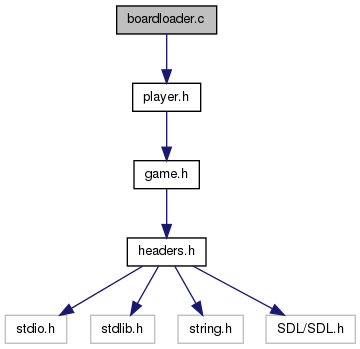 boardloader.c
player.h
game.h
headers.h
stdio.h
stdlib.h
string.h
SDL/SDL.h